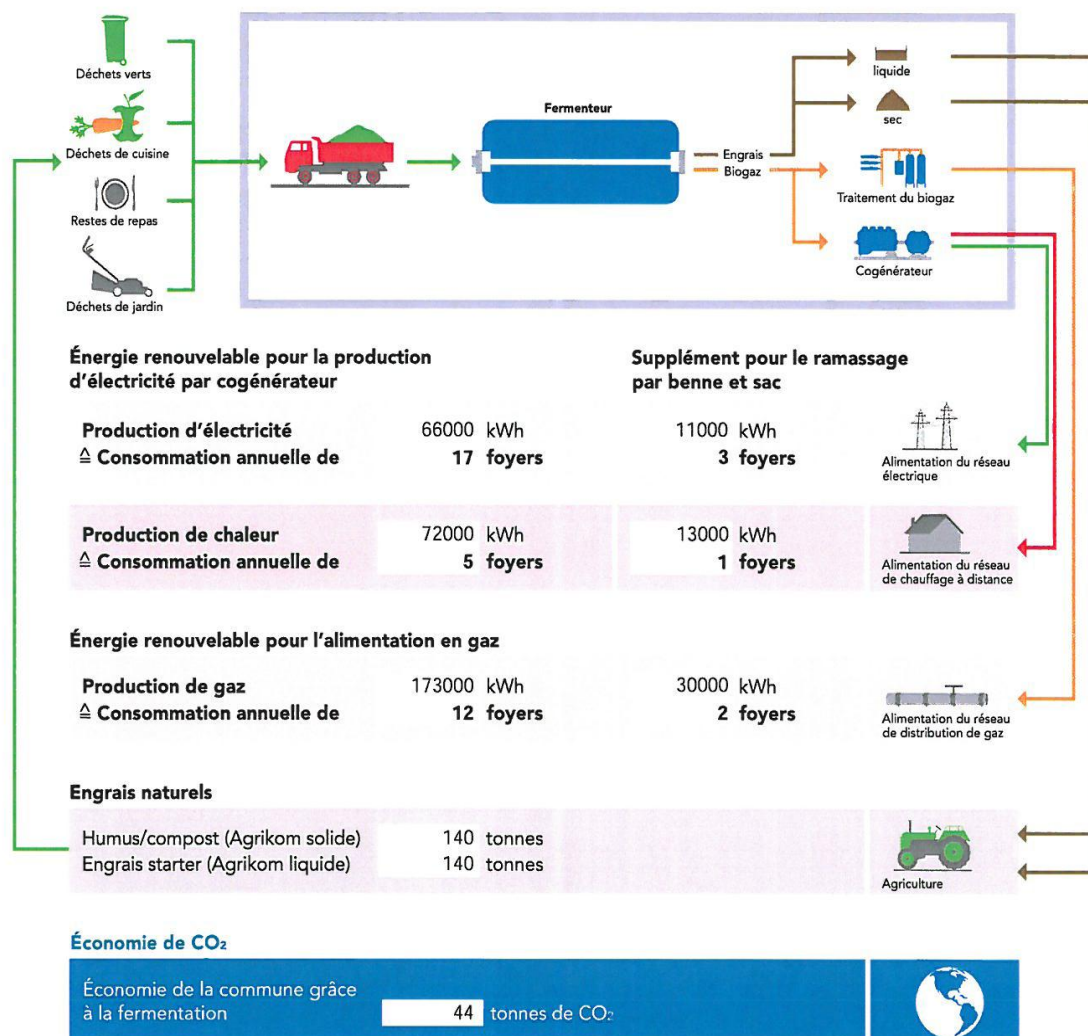 Déchets verts
Déchets de cuisine
Restes de repas
Déchets de jardin
Fermenteur
Engrais
Biogaz
liquide
sec
Traitement du biogaz
Cogénérateur
Énergie renouvelable pour la production
d'électricité par cogénérateur
Supplément pour le ramassage
par benne et sac
Production d'électricité 66000 kWh 11000 kWh
≙ Consommation annuelle de 17 foyers 3 foyers
Alimentation du réseau
électrique
Production de chaleur 72000 kWh 13000 kWh
≙ Consommation annuelle de 5 foyers 1 foyers
Alimentation du réseau
de chauffage à distance
Énergie renouvelable pour l'alimentation en gaz
Production de gaz 173000 kWh 30000 kWh
≙ Consommation annuelle de 12 foyers 2 foyers
Alimentation du réseau
de distribution de gaz
Engrais naturels
Humus/compost (Agrikom solide) 140 tonnes
Engrais starter (Agrikom liquide) 140 tonnes
Agriculture
Économie de CO₂
Économie de la commune grâce
à la fermentation 44 tonnes de CO₂